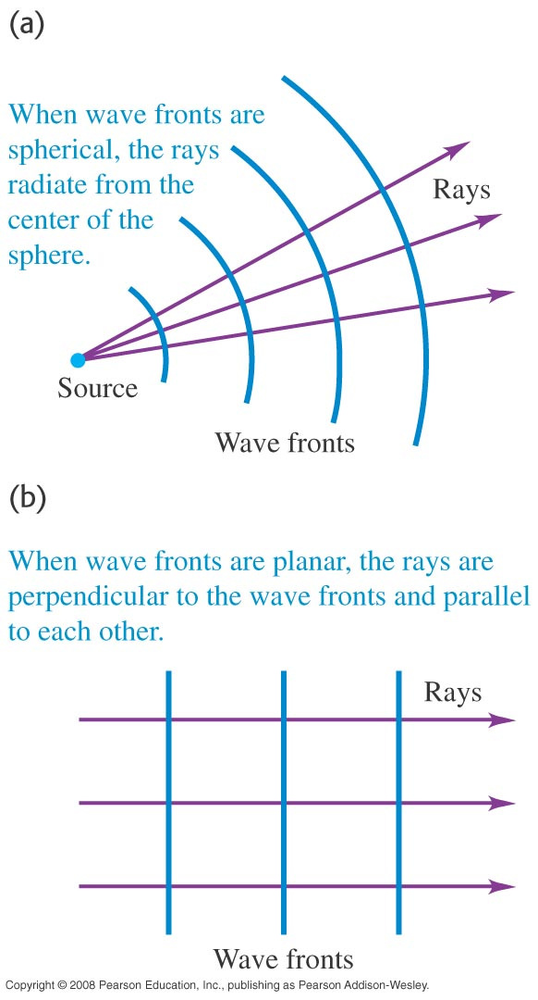 (a)
When wave fronts are
spherical, the rays
radiate from the
center of the
sphere.
Rays
Source
Wave fronts
(b)
When wave fronts are planar, the rays are
perpendicular to the wave fronts and parallel
to each other.
Rays
Wave fronts
Copyright © 2008 Pearson Education, Inc., publishing as Pearson Addison-Wesley.